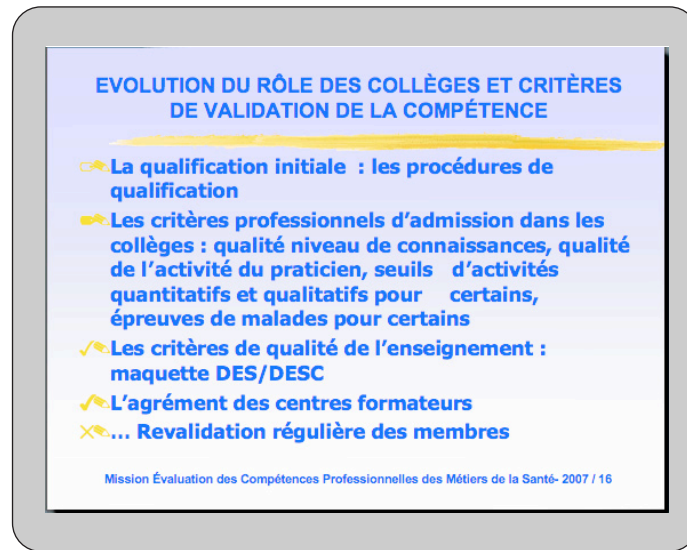 EVOLUTION DU RÔLE DES COLLÈGES ET CRITÈRES
DE VALIDATION DE LA COMPÉTENCE
La qualification initiale : les procédures de
qualification
Les critères professionnels d'admission dans les
collèges : qualité niveau de connaissances, qualité
de l'activité du praticien, seuils d'activités
quantitatifs et qualitatifs pour certains,
épreuves de malades pour certains
Les critères de qualité de l'enseignement :
maquette DES/DESC
L'agrément des centres formateurs
... Revalidation régulière des membres
Mission Évaluation des Compétences Professionnelles des Métiers de la Santé- 2007 / 16